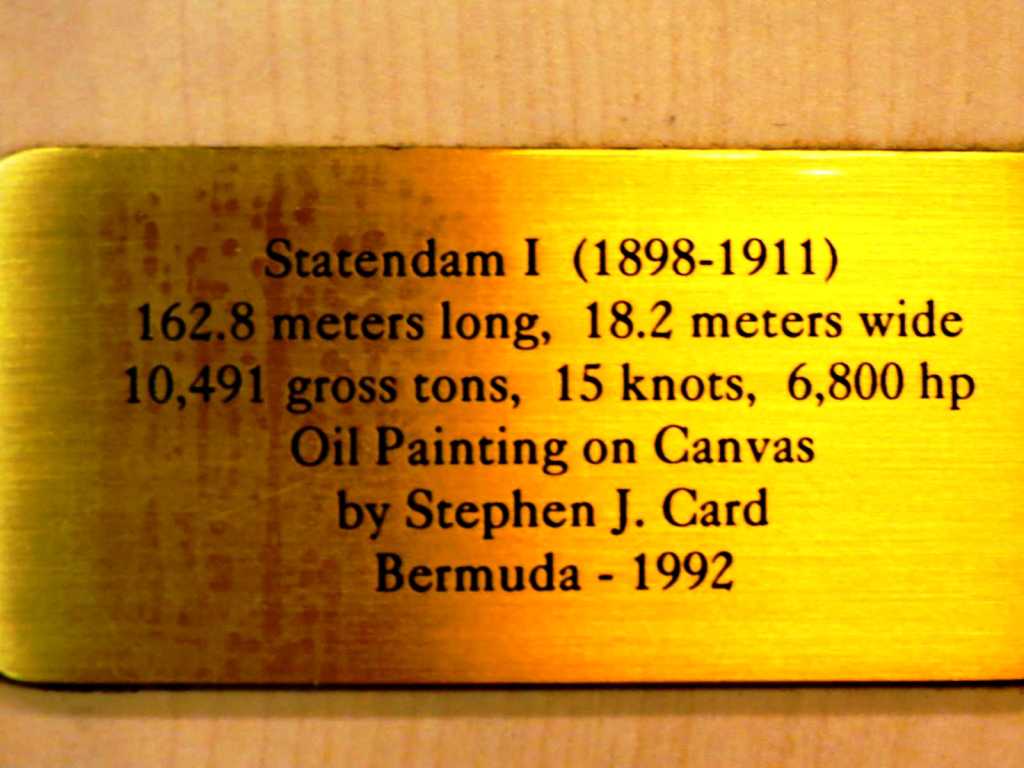 Statendam I (1898-1911)
162.8 meters long, 18.2 meters wide
10,491 gross tons, 15 knots, 6,800 hp
Oil Painting on Canvas
by Stephen J. Card
Bermuda - 1992